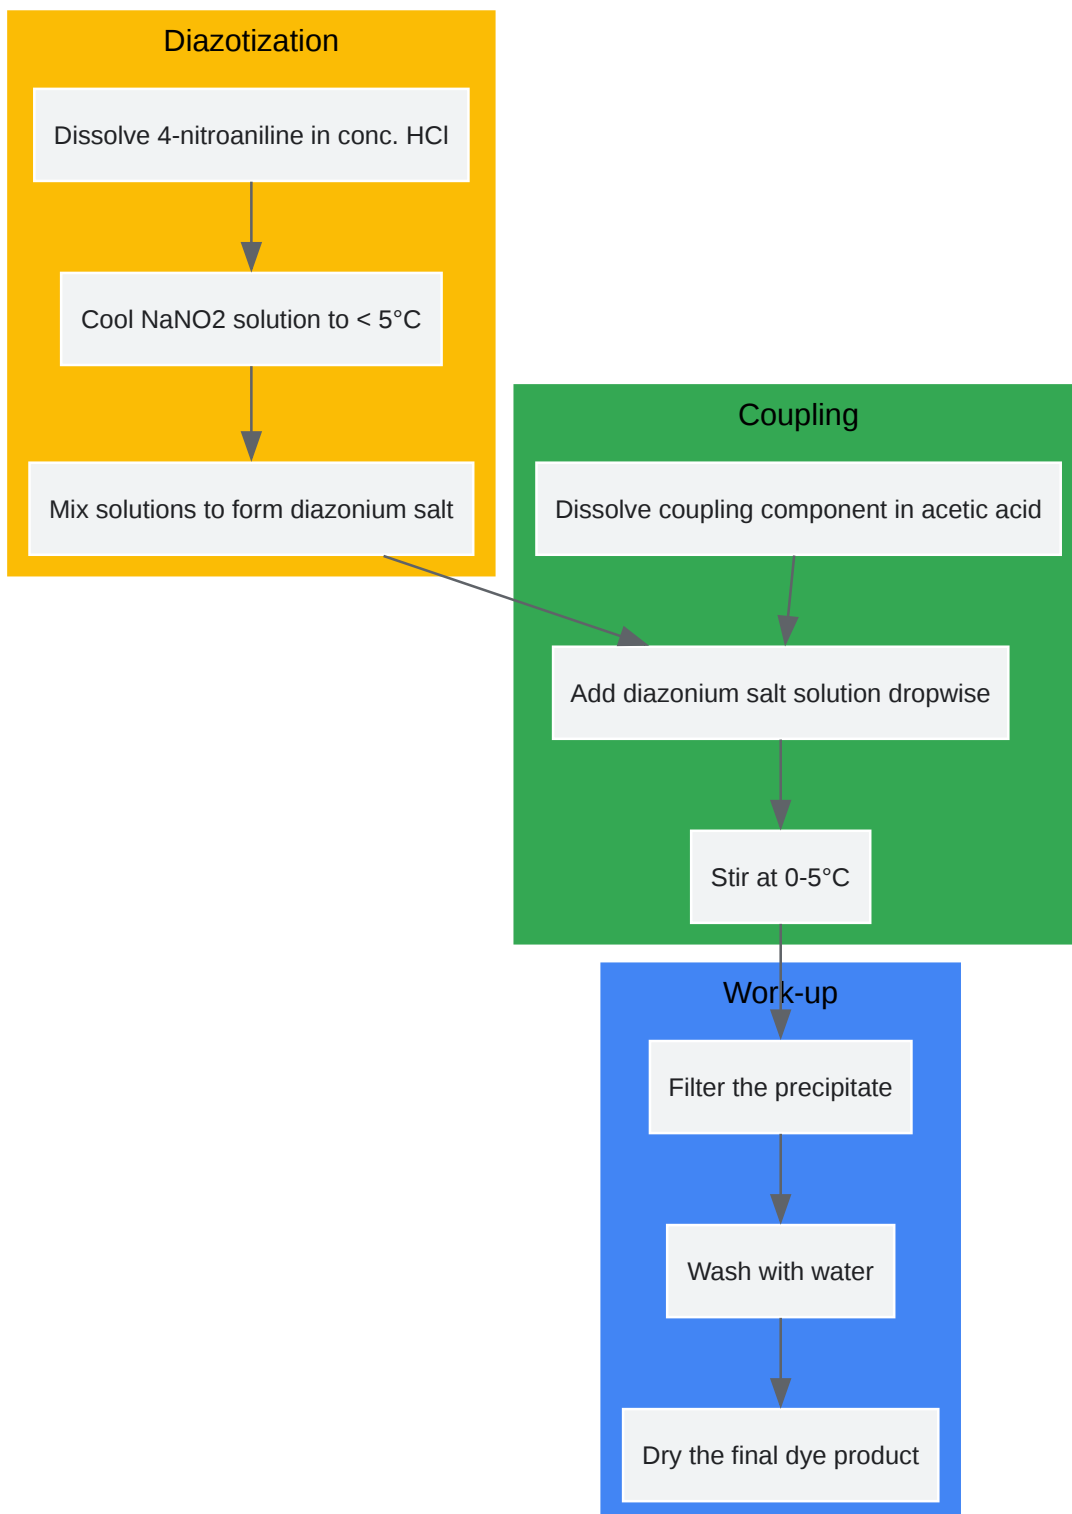 Diazotization
Dissolve 4-nitroaniline in conc. HCl
Cool NaNO2 solution to < 5°C
Mix solutions to form diazonium salt
Coupling
Dissolve coupling component in acetic acid
Add diazonium salt solution dropwise
Stir at 0-5°C
Work-up
Filter the precipitate
Wash with water
Dry the final dye product